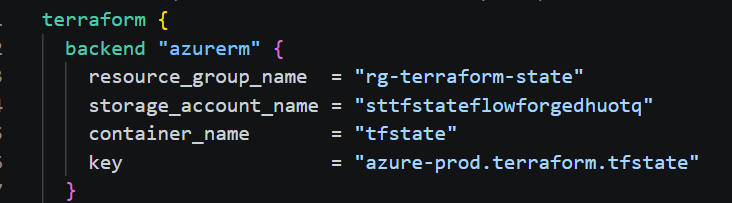 terraform {
  backend "azurerm" {
    resource_group_name  = "rg-terraform-state"
    storage_account_name = "sttfstateflowforgedhuotq"
    container_name       = "tfstate"
    key                  = "azure-prod.terraform.tfstate"
  }